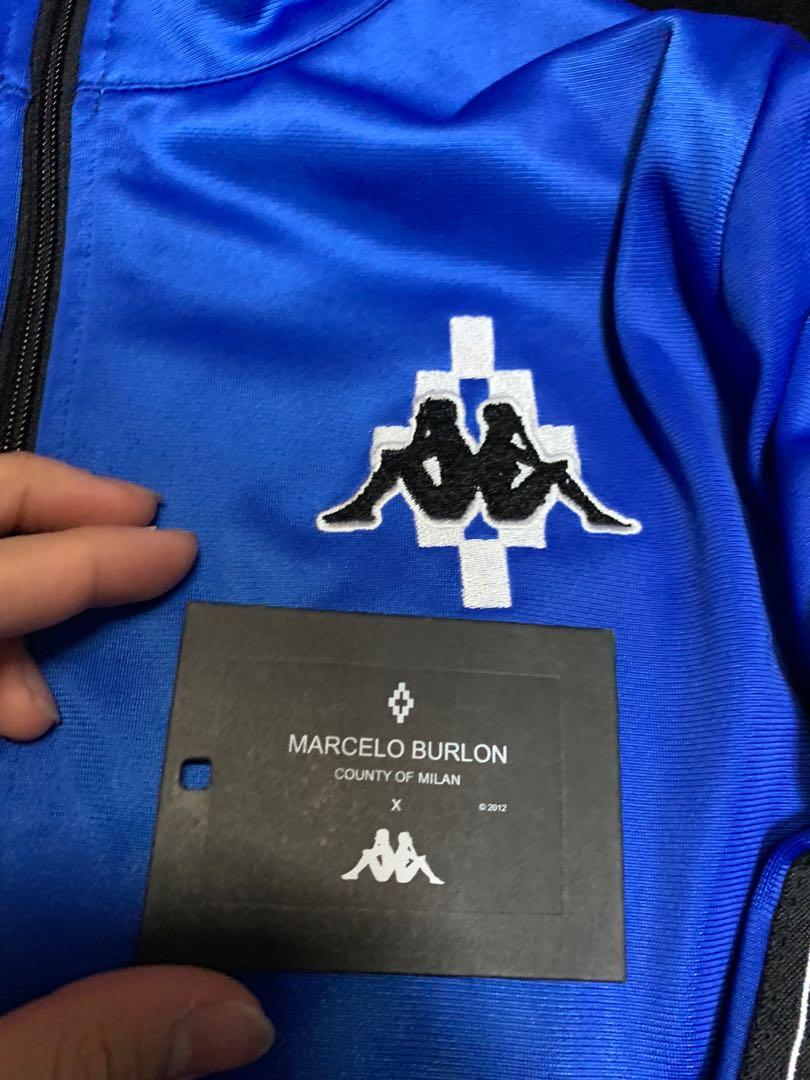 MARCELO BURLON
COUNTY OF MILAN
X
© 2012